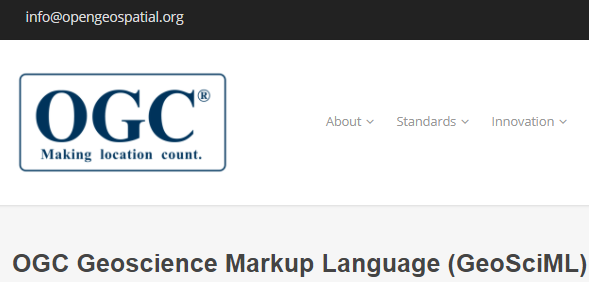 info@opengeospatial.org
OGC®
Making location count.
About Standards Innovation
OGC Geoscience Markup Language (GeoSciML)